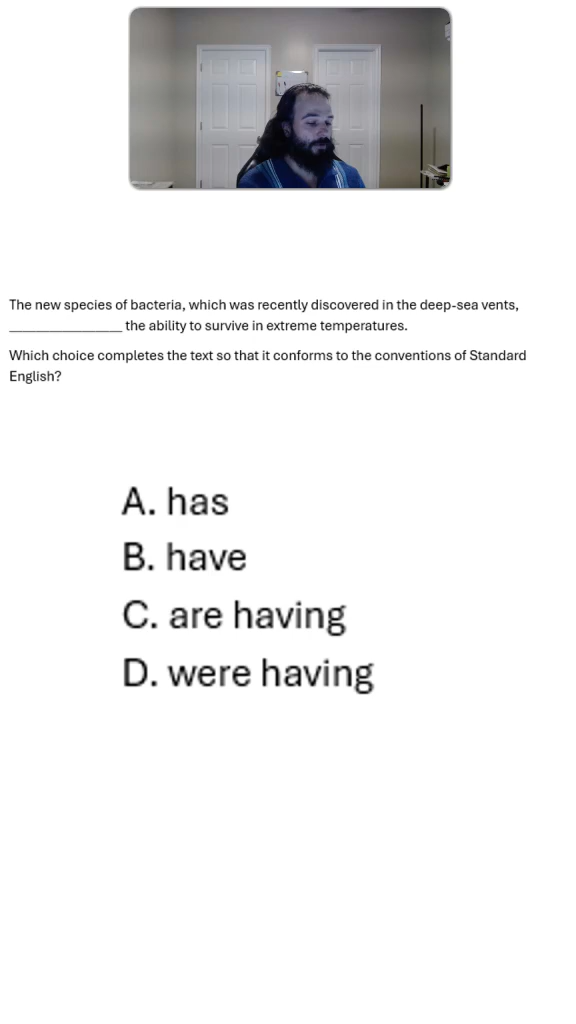 The new species of bacteria, which was recently discovered in the deep-sea vents,
________________ the ability to survive in extreme temperatures.
Which choice completes the text so that it conforms to the conventions of Standard
English?
A. has
B. have
C. are having
D. were having